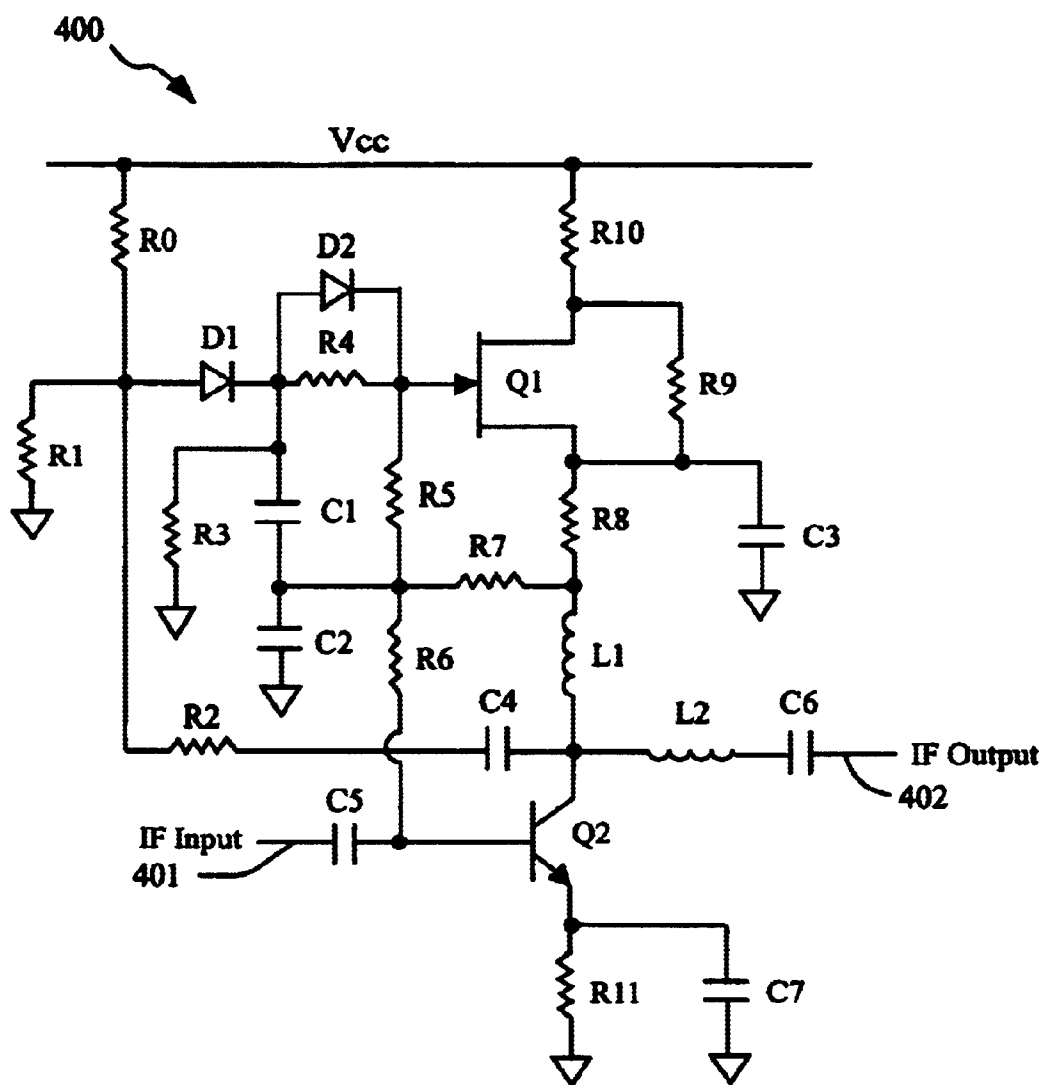 400
Vcc
R0
R10
D2
D1
R4
Q1
R9
R1
R3
C1
R5
R8
C3
R7
C2
R6
L1
R2
C4
L2
C6
IF Output
402
C5
IF Input
401
Q2
R11
C7